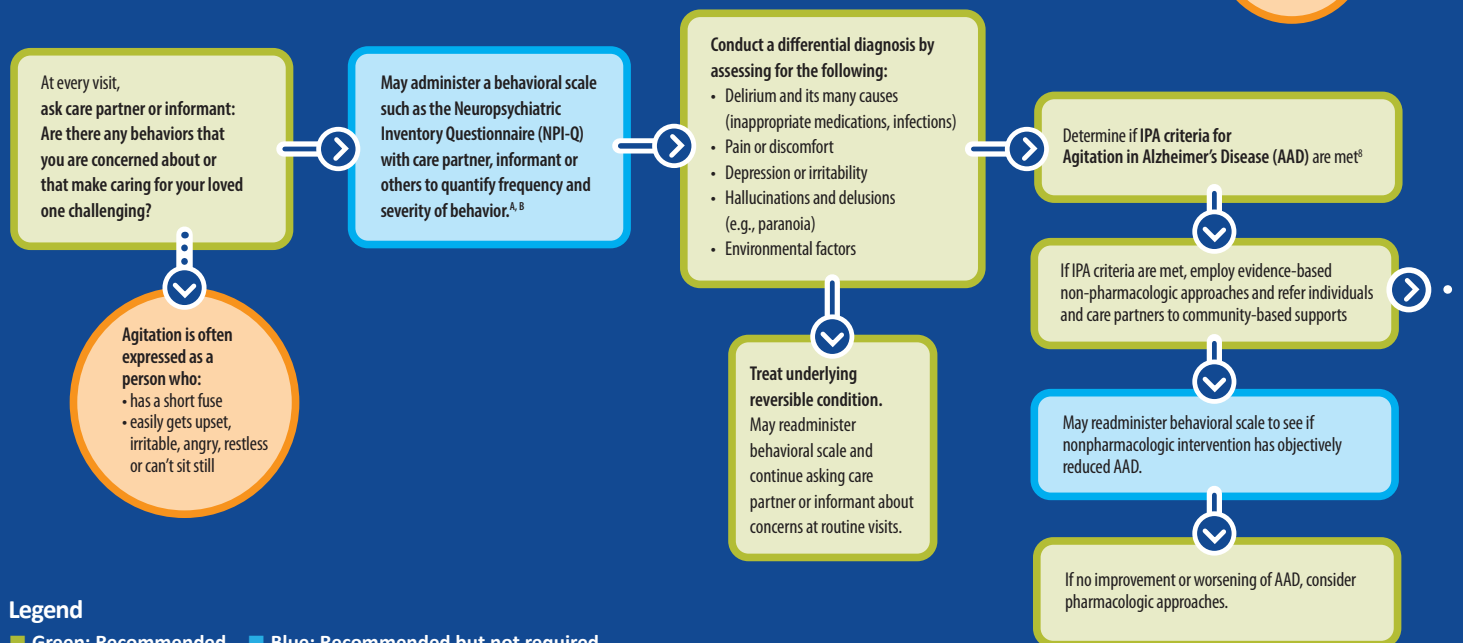 At every visit,
ask care partner or informant:
Are there any behaviors that
you are concerned about or
that make caring for your loved
one challenging?
Agitation is often
expressed as a
person who:
• has a short fuse
• easily gets upset,
irritable, angry, restless
or can't sit still
May administer a behavioral scale
such as the Neuropsychiatric
Inventory Questionnaire (NPI-Q)
with care partner, informant or
others to quantify frequency and
severity of behavior.A, B
Conduct a differential diagnosis by
assessing for the following:
• Delirium and its many causes
(inappropriate medications, infections)
• Pain or discomfort
• Depression or irritability
• Hallucinations and delusions
(e.g., paranoia)
• Environmental factors
Treat underlying
reversible condition.
May readminister
behavioral scale and
continue asking care
partner or informant about
concerns at routine visits.
Determine if IPA criteria for
Agitation in Alzheimer's Disease (AAD) are met8
If IPA criteria are met, employ evidence-based
non-pharmacologic approaches and refer individuals
and care partners to community-based supports
May readminister behavioral scale to see if
nonpharmacologic intervention has objectively
reduced AAD.
If no improvement or worsening of AAD, consider
pharmacologic approaches.
Legend
Green: Recommended Blue: Recommended but not required